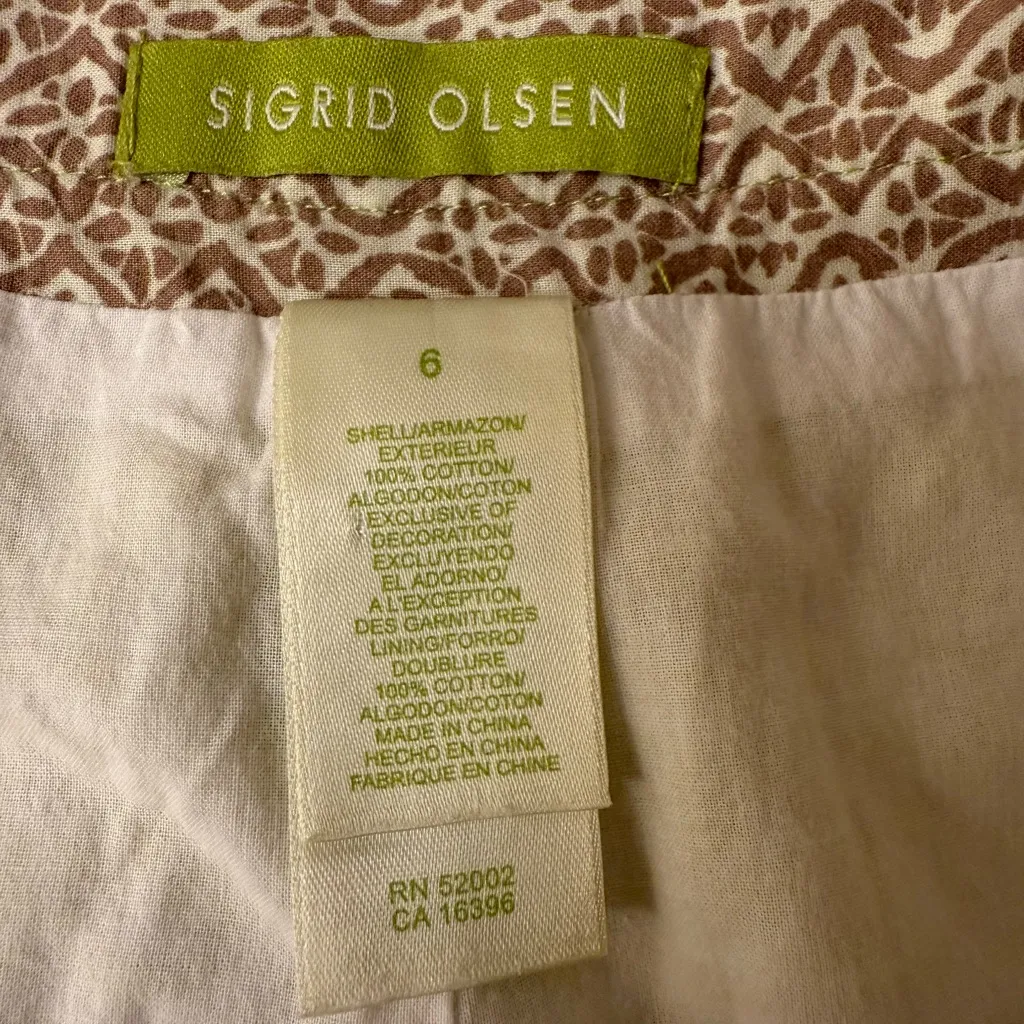 SIGRID OLSEN
6
SHELL/ARMAZON/
EXTERIEUR
100% COTTON/
ALGODON/COTON
EXCLUSIVE OF
DECORATION/
EXCLUYENDO
EL ADORNO/
A L'EXCEPTION
DES GARNITURES
LINING/FORRO/
DOUBLURE
100% COTTON/
ALGODON/COTON
MADE IN CHINA
HECHO EN CHINA
FABRIQUE EN CHINE
RN 52002
CA 16396